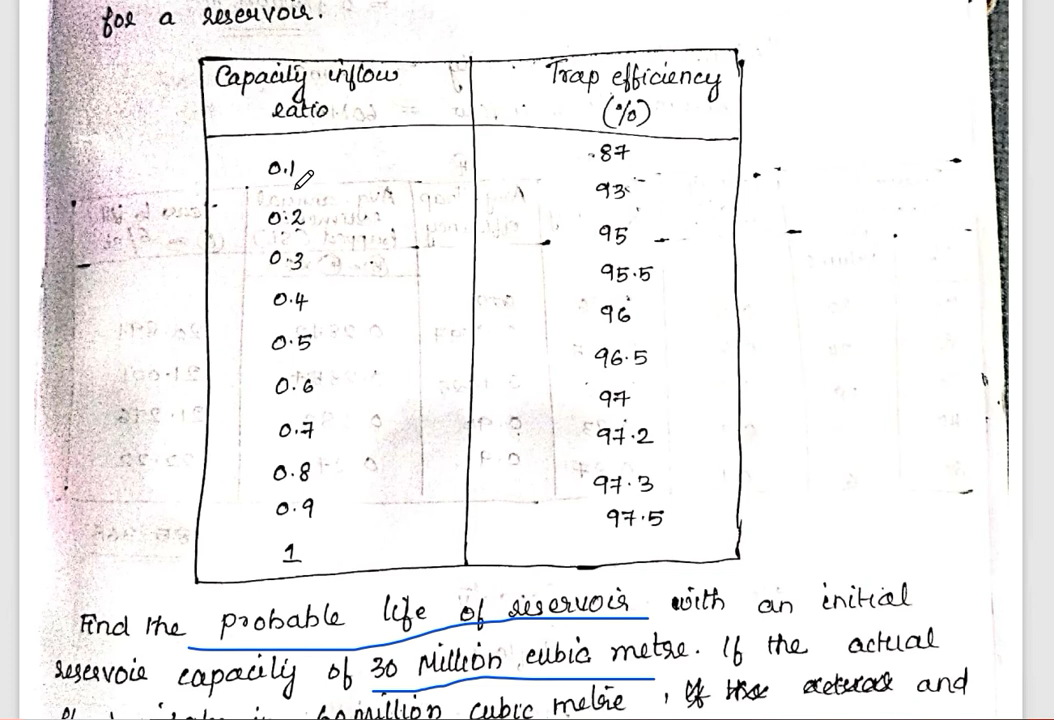 for a reservoir.
Capacity inflow ratio Trap efficiency (%)
0.1 87
0.2 93
0.3 95
0.4 95.5
0.5 96
0.6 96.5
0.7 97
0.8 97.2
0.9 97.3
1 97.5
Find the probable life of reservoir with an initial
reservoir capacity of 30 Million cubic metre. If the actual
million cubic metre , If the and